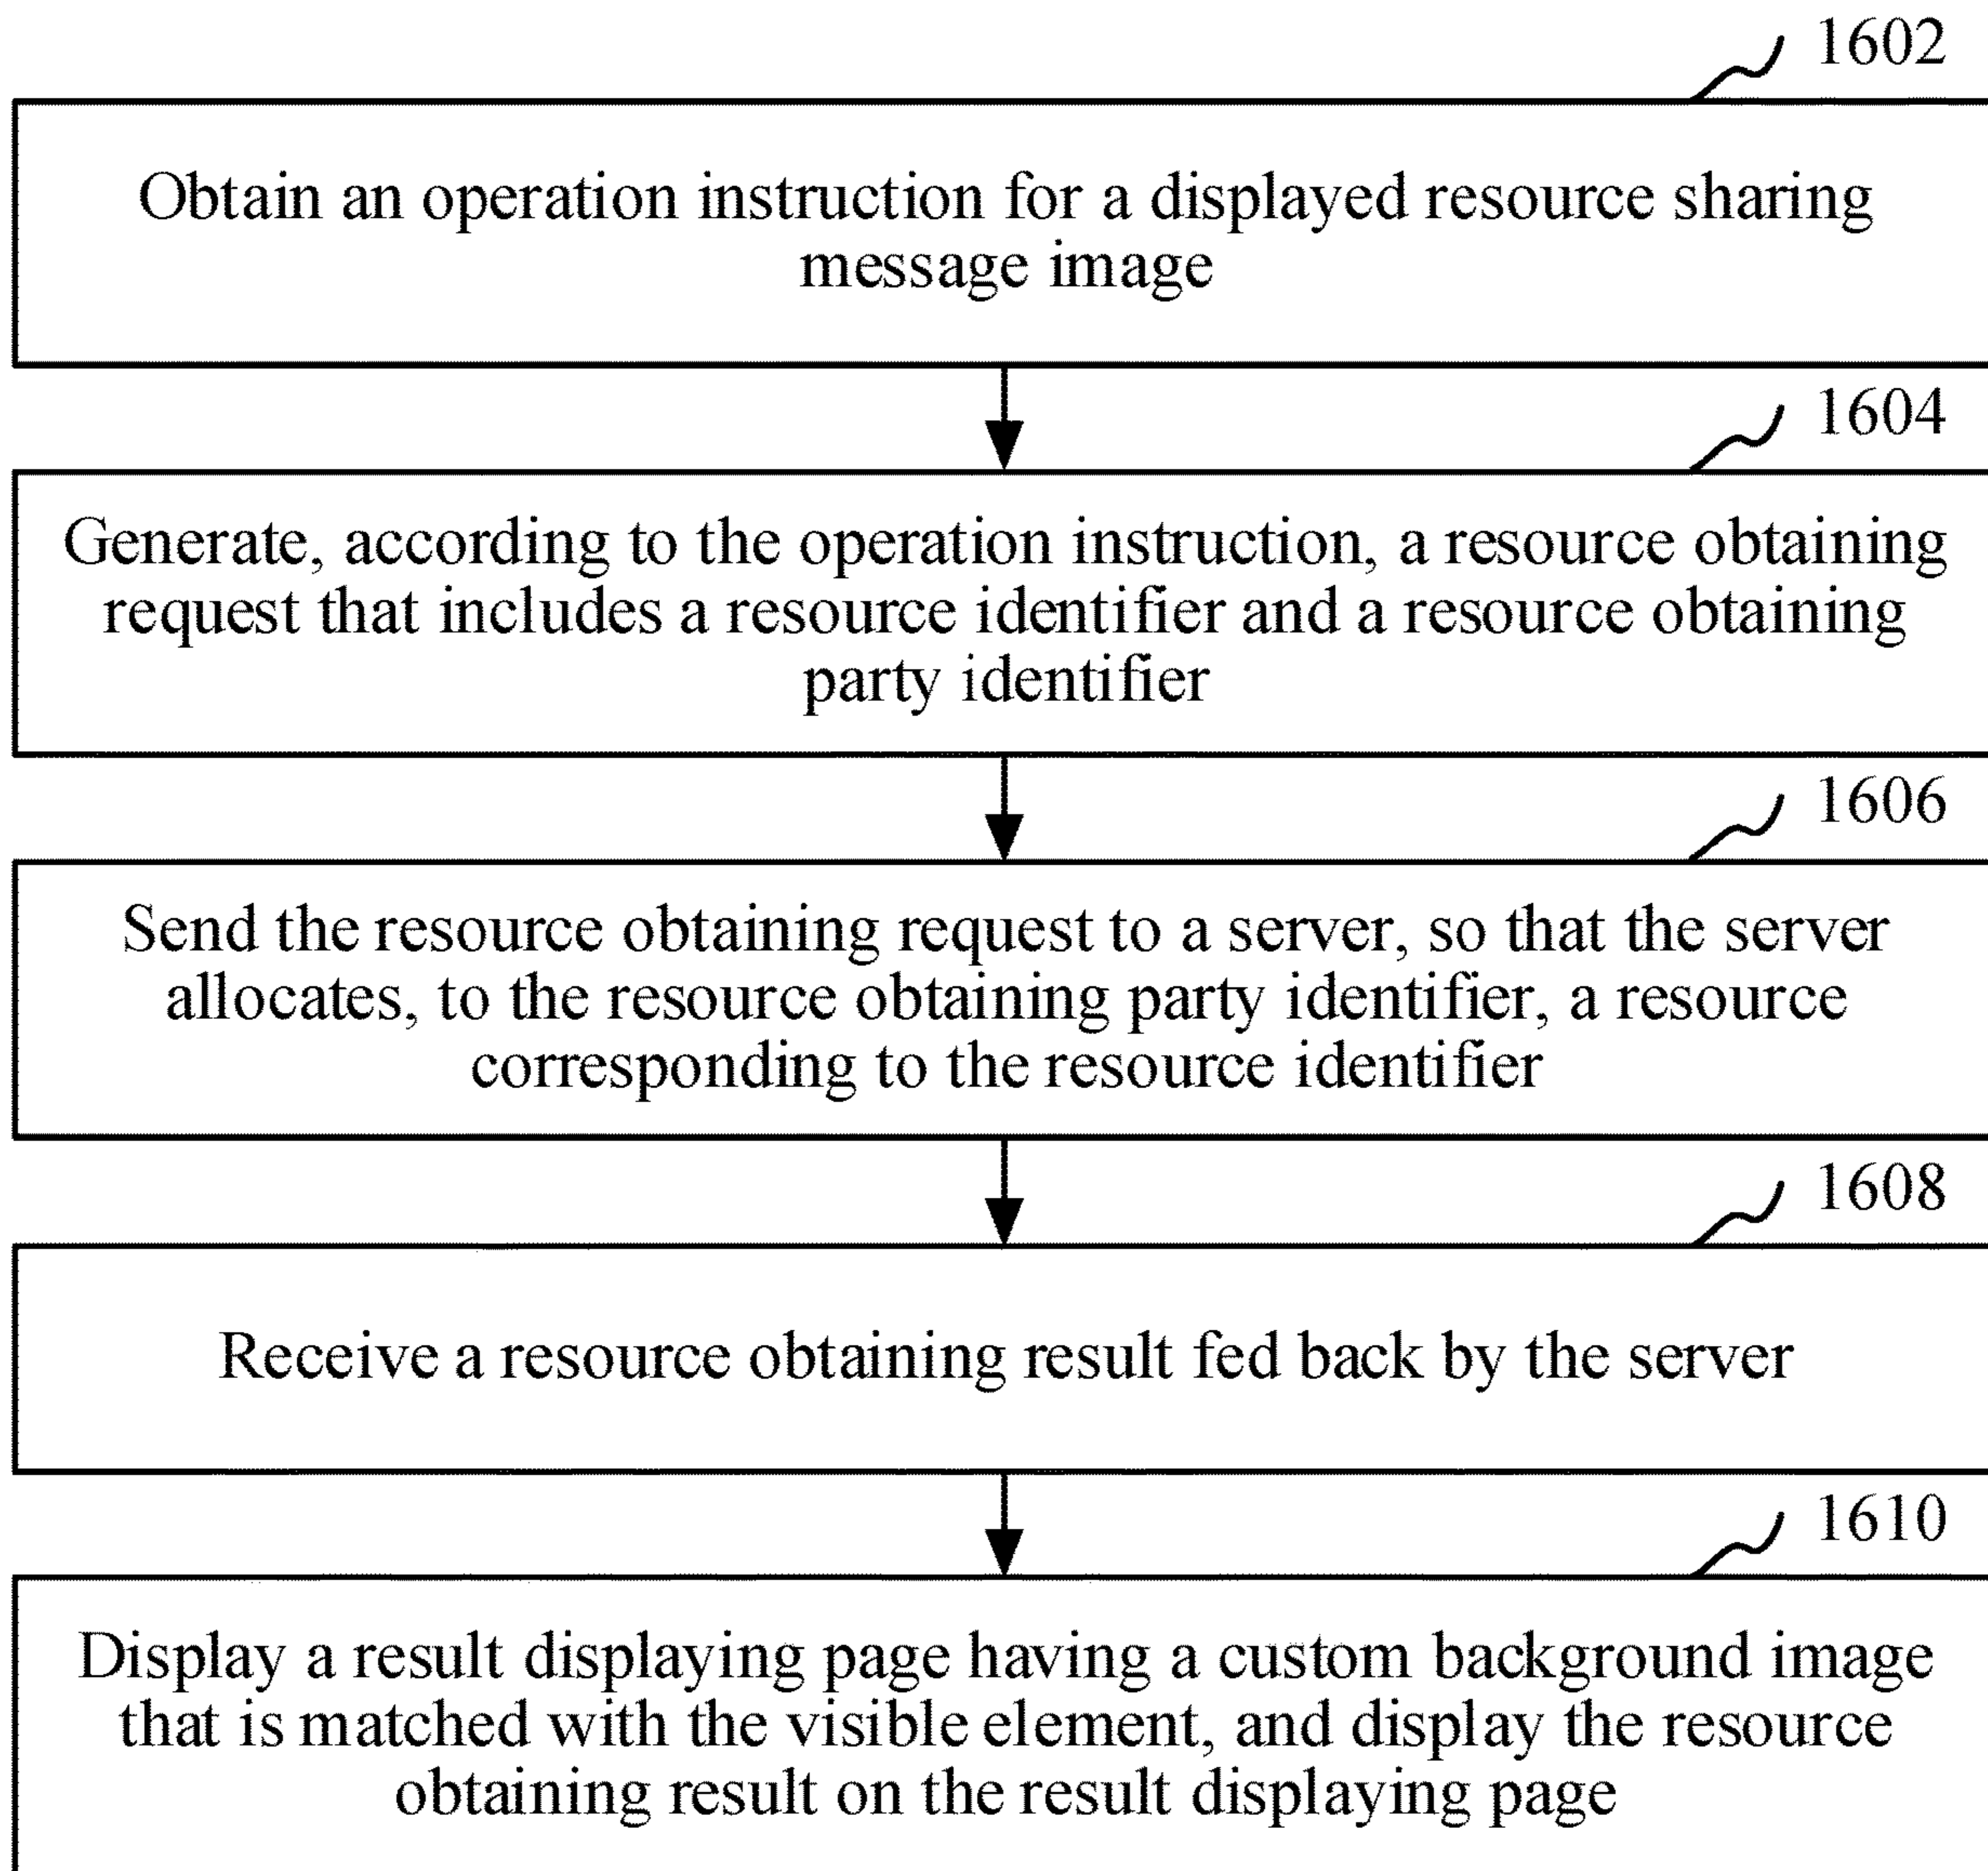 1602
Obtain an operation instruction for a displayed resource sharing
message image
1604
Generate, according to the operation instruction, a resource obtaining
request that includes a resource identifier and a resource obtaining
party identifier
1606
Send the resource obtaining request to a server, so that the server
allocates, to the resource obtaining party identifier, a resource
corresponding to the resource identifier
1608
Receive a resource obtaining result fed back by the server
1610
Display a result displaying page having a custom background image
that is matched with the visible element, and display the resource
obtaining result on the result displaying page